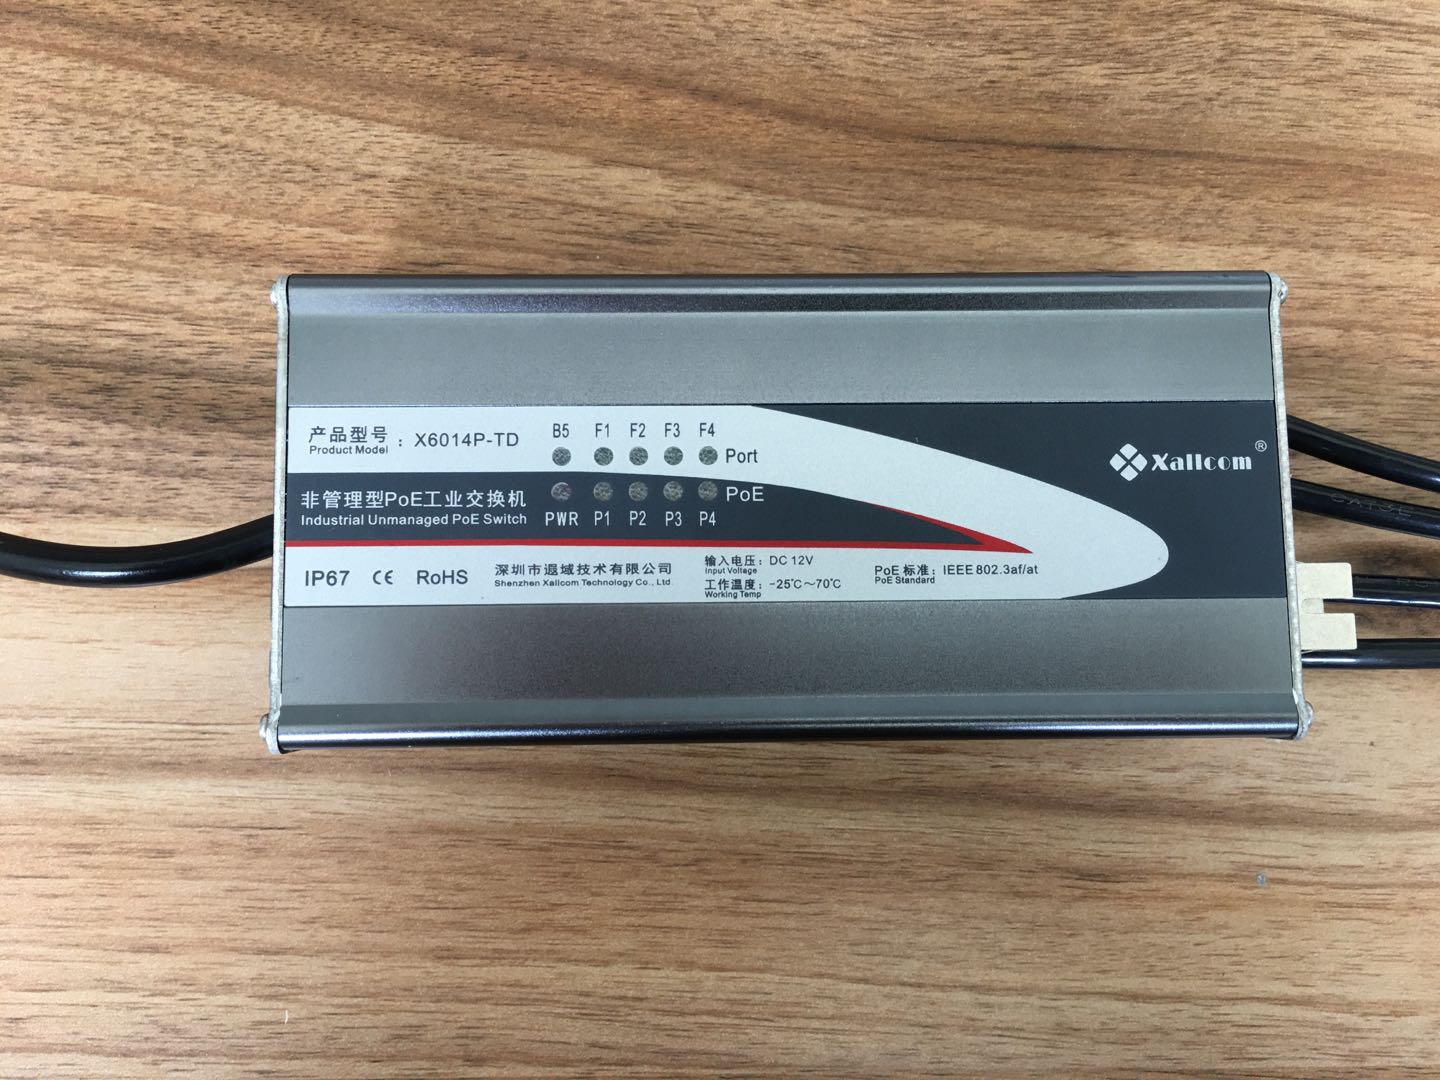 产品型号 : X6014P-TD
Product Model
B5 F1 F2 F3 F4
Port
PoE
PWR P1 P2 P3 P4
非管理型PoE工业交换机
Industrial Unmanaged PoE Switch
Xallcom®
IP67 CE RoHS
深圳市遐域技术有限公司
Shenzhen Xallcom Technology Co., Ltd.
输入电压: DC 12V
Input Voltage
工作温度: -25℃~70℃
Working Temp
PoE 标准: IEEE 802.3af/at
PoE Standard